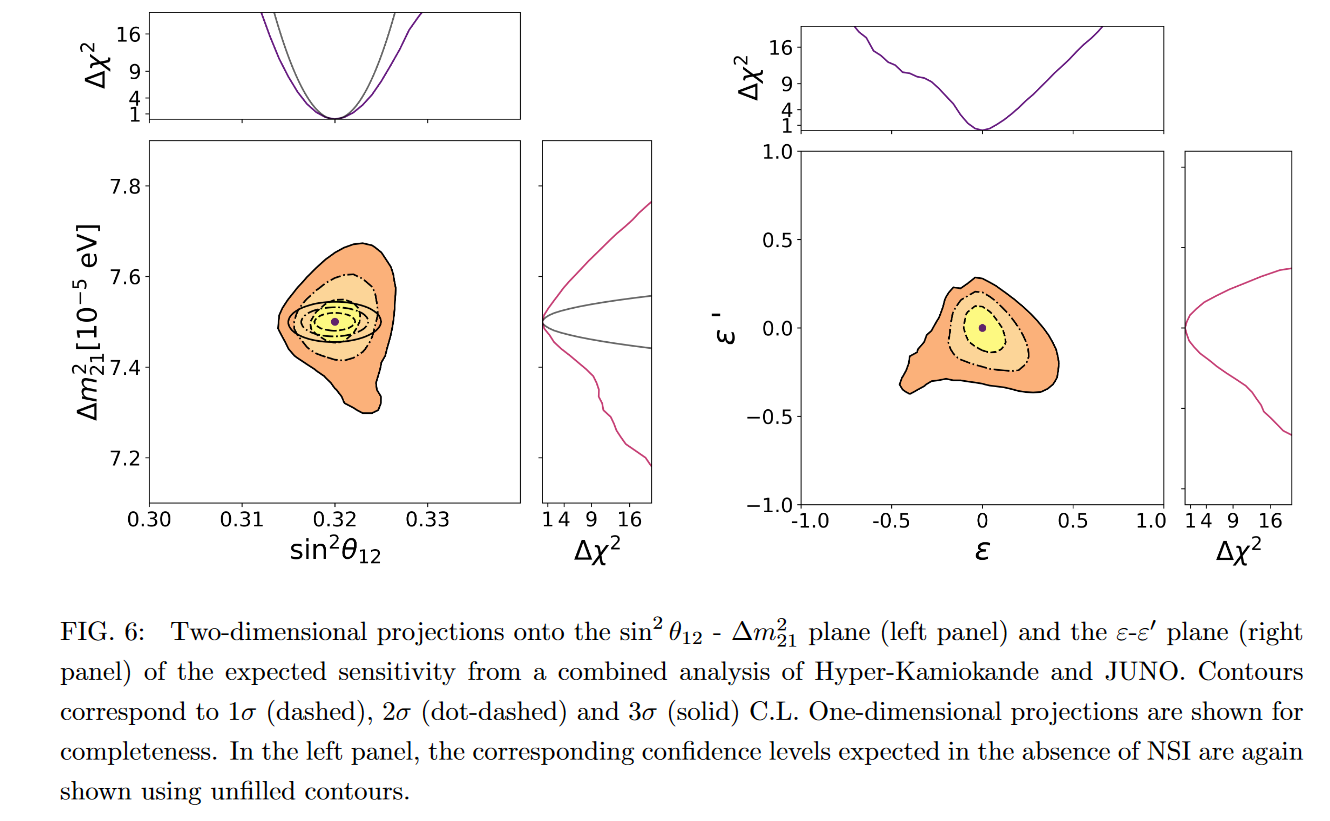 Δχ²
16
9
4
1
Δχ²
16
9
4
1
Δm²₂₁[10⁻⁵ eV]
7.8
7.6
7.4
7.2
0.30 0.31 0.32 0.33
sin²θ₁₂
1 4 9 16
Δχ²
ε '
1.0
0.5
0.0
−0.5
−1.0
-1.0 -0.5 0 0.5 1.0
ε
1 4 9 16
Δχ²
FIG. 6: Two-dimensional projections onto the sin² θ₁₂ - Δm²₂₁ plane (left panel) and the ε-ε′ plane (right
panel) of the expected sensitivity from a combined analysis of Hyper-Kamiokande and JUNO. Contours
correspond to 1σ (dashed), 2σ (dot-dashed) and 3σ (solid) C.L. One-dimensional projections are shown for
completeness. In the left panel, the corresponding confidence levels expected in the absence of NSI are again
shown using unfilled contours.